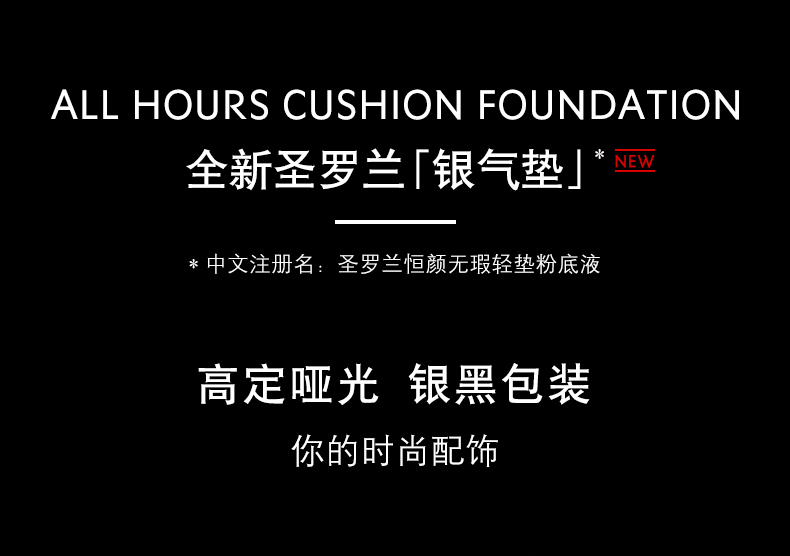 ALL HOURS CUSHION FOUNDATION
全新圣罗兰「银气垫」* NEW
* 中文注册名：圣罗兰恒颜无瑕轻垫粉底液
高定哑光 银黑包装
你的时尚配饰